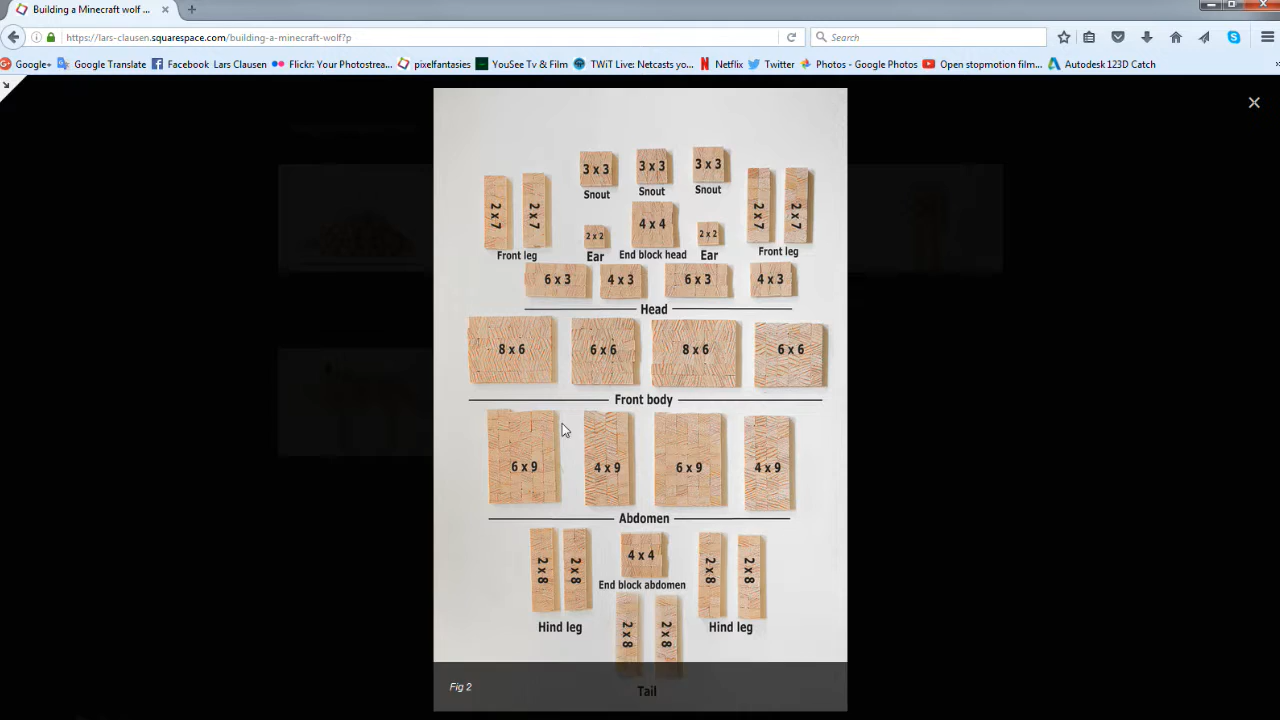 Building a Minecraft wolf ...
https://lars-clausen.squarespace.com/building-a-minecraft-wolf?p
Search
Google+ Google Translate Facebook Lars Clausen Flickr: Your Photostrea... pixelfantasies YouSee Tv & Film TWiT Live: Netcasts yo... Netflix Twitter Photos - Google Photos Open stopmotion film... Autodesk 123D Catch
3 x 3 3 x 3 3 x 3
Snout Snout Snout
2 x 7 2 x 7 2 x 7 2 x 7
2 x 2 4 x 4 2 x 2
Front leg Ear End block head Ear Front leg
6 x 3 4 x 3 6 x 3 4 x 3
Head
8 x 6 6 x 6 8 x 6 6 x 6
Front body
6 x 9 4 x 9 6 x 9 4 x 9
Abdomen
2 x 8 2 x 8 4 x 4 2 x 8 2 x 8
End block abdomen
Hind leg 2 x 8 2 x 8 Hind leg
Fig 2
Tail